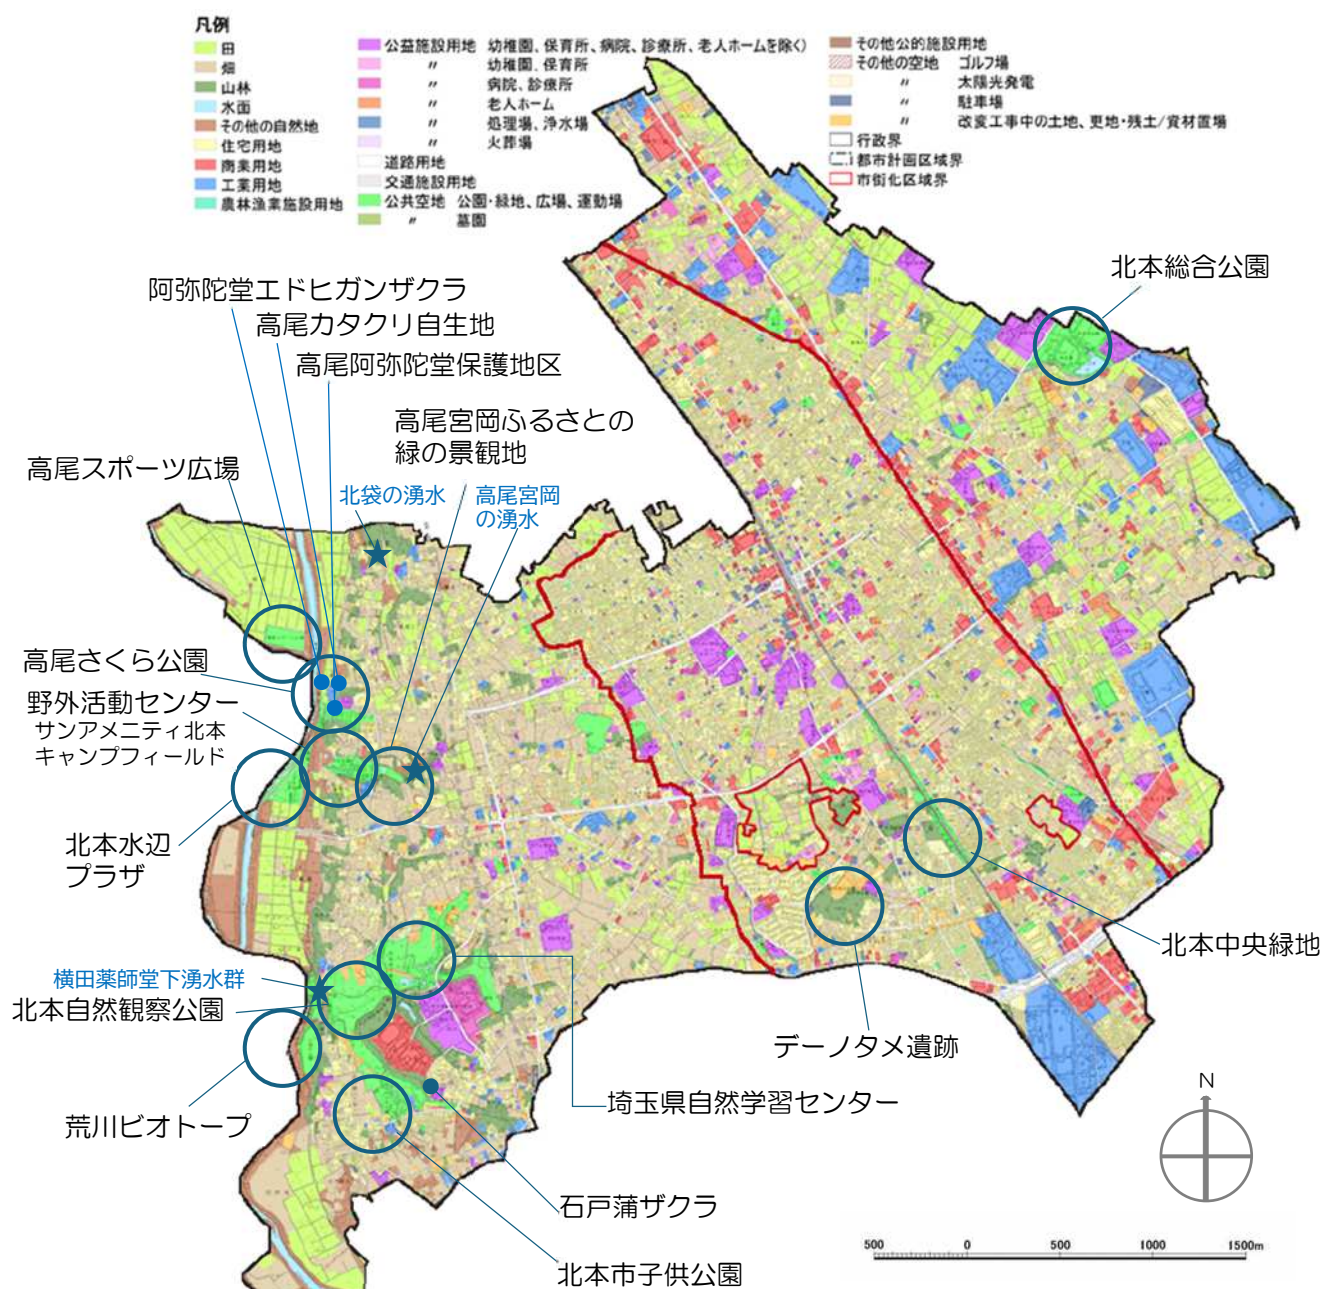 凡例
田
畑
山林
水面
その他の自然地
住宅用地
商業用地
工業用地
農林漁業施設用地
公益施設用地 幼稚園、保育所、病院、診療所、老人ホームを除く）
〃 幼稚園、保育所
〃 病院、診療所
〃 老人ホーム
〃 処理場、浄水場
〃 火葬場
道路用地
交通施設用地
公共空地 公園・緑地、広場、運動場
〃 墓園
その他公的施設用地
その他の空地 ゴルフ場
〃 太陽光発電
〃 駐車場
〃 改変工事中の土地、更地・残土/資材置場
行政界
都市計画区域界
市街化区域界
北本総合公園
阿弥陀堂エドヒガンザクラ
高尾カタクリ自生地
高尾阿弥陀堂保護地区
高尾宮岡ふるさとの
緑の景観地
高尾スポーツ広場
北袋の湧水
高尾宮岡
の湧水
高尾さくら公園
野外活動センター
サンアメニティ北本
キャンプフィールド
北本水辺
プラザ
北本中央緑地
横田薬師堂下湧水群
北本自然観察公園
デーノタメ遺跡
埼玉県自然学習センター
荒川ビオトープ
石戸蒲ザクラ
北本市子供公園
N
500 0 500 1000 1500m